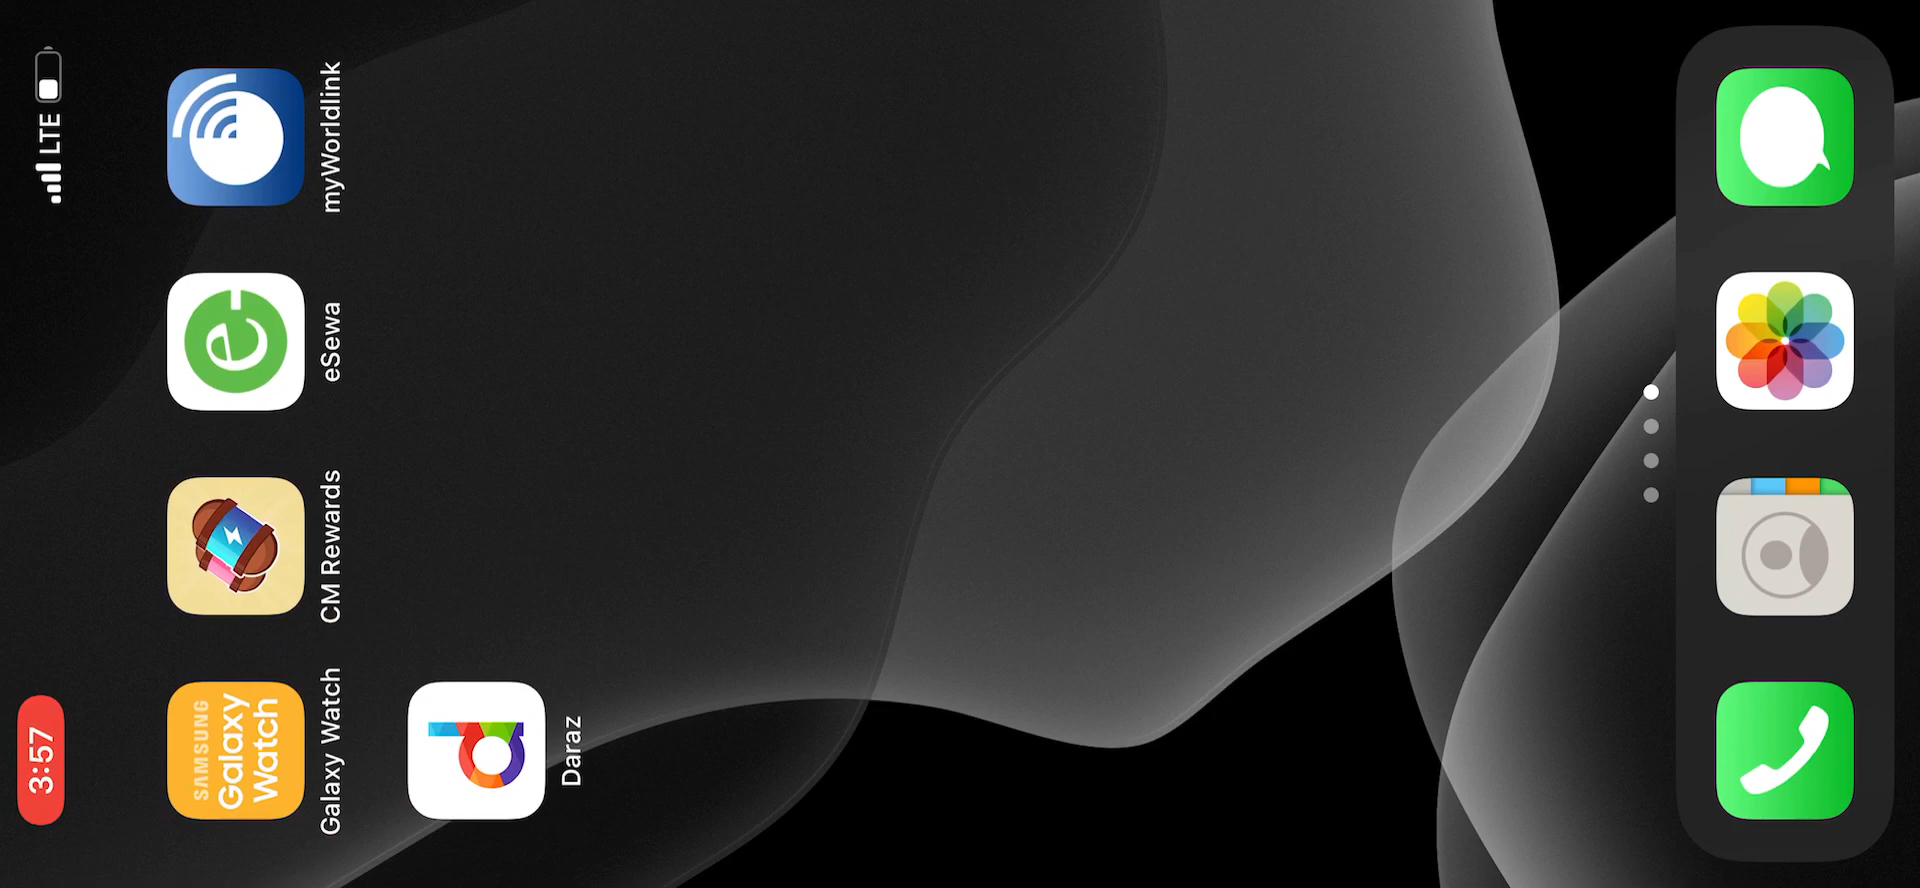 3:57
LTE
SAMSUNG
Galaxy
Watch
Galaxy Watch
CM Rewards
e
eSewa
myWorldlink
d
Daraz